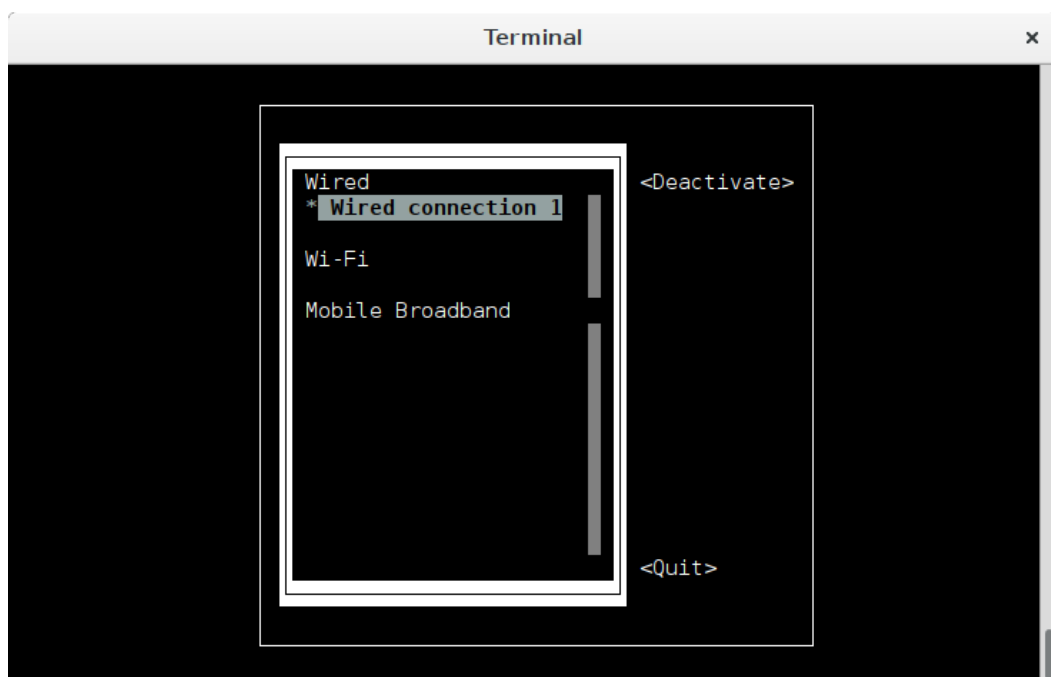 Terminal
Wired
* Wired connection 1
Wi-Fi
Mobile Broadband
<Deactivate>
<Quit>